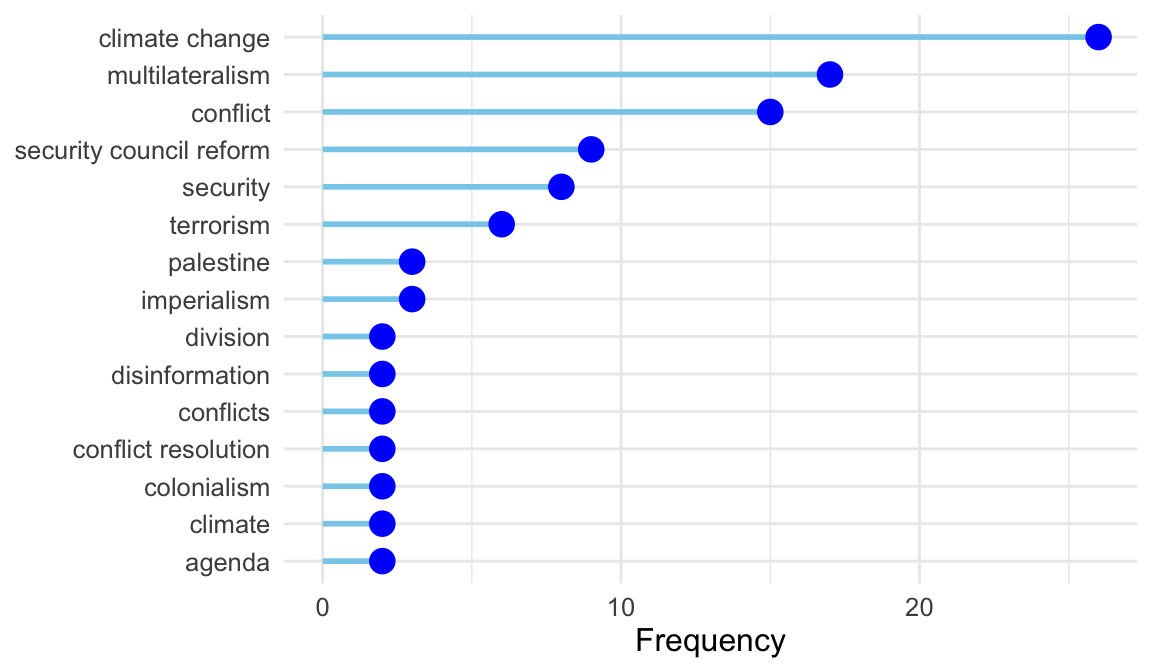 climate change
multilateralism
conflict
security council reform
security
terrorism
palestine
imperialism
division
disinformation
conflicts
conflict resolution
colonialism
climate
agenda
0 10 20
Frequency